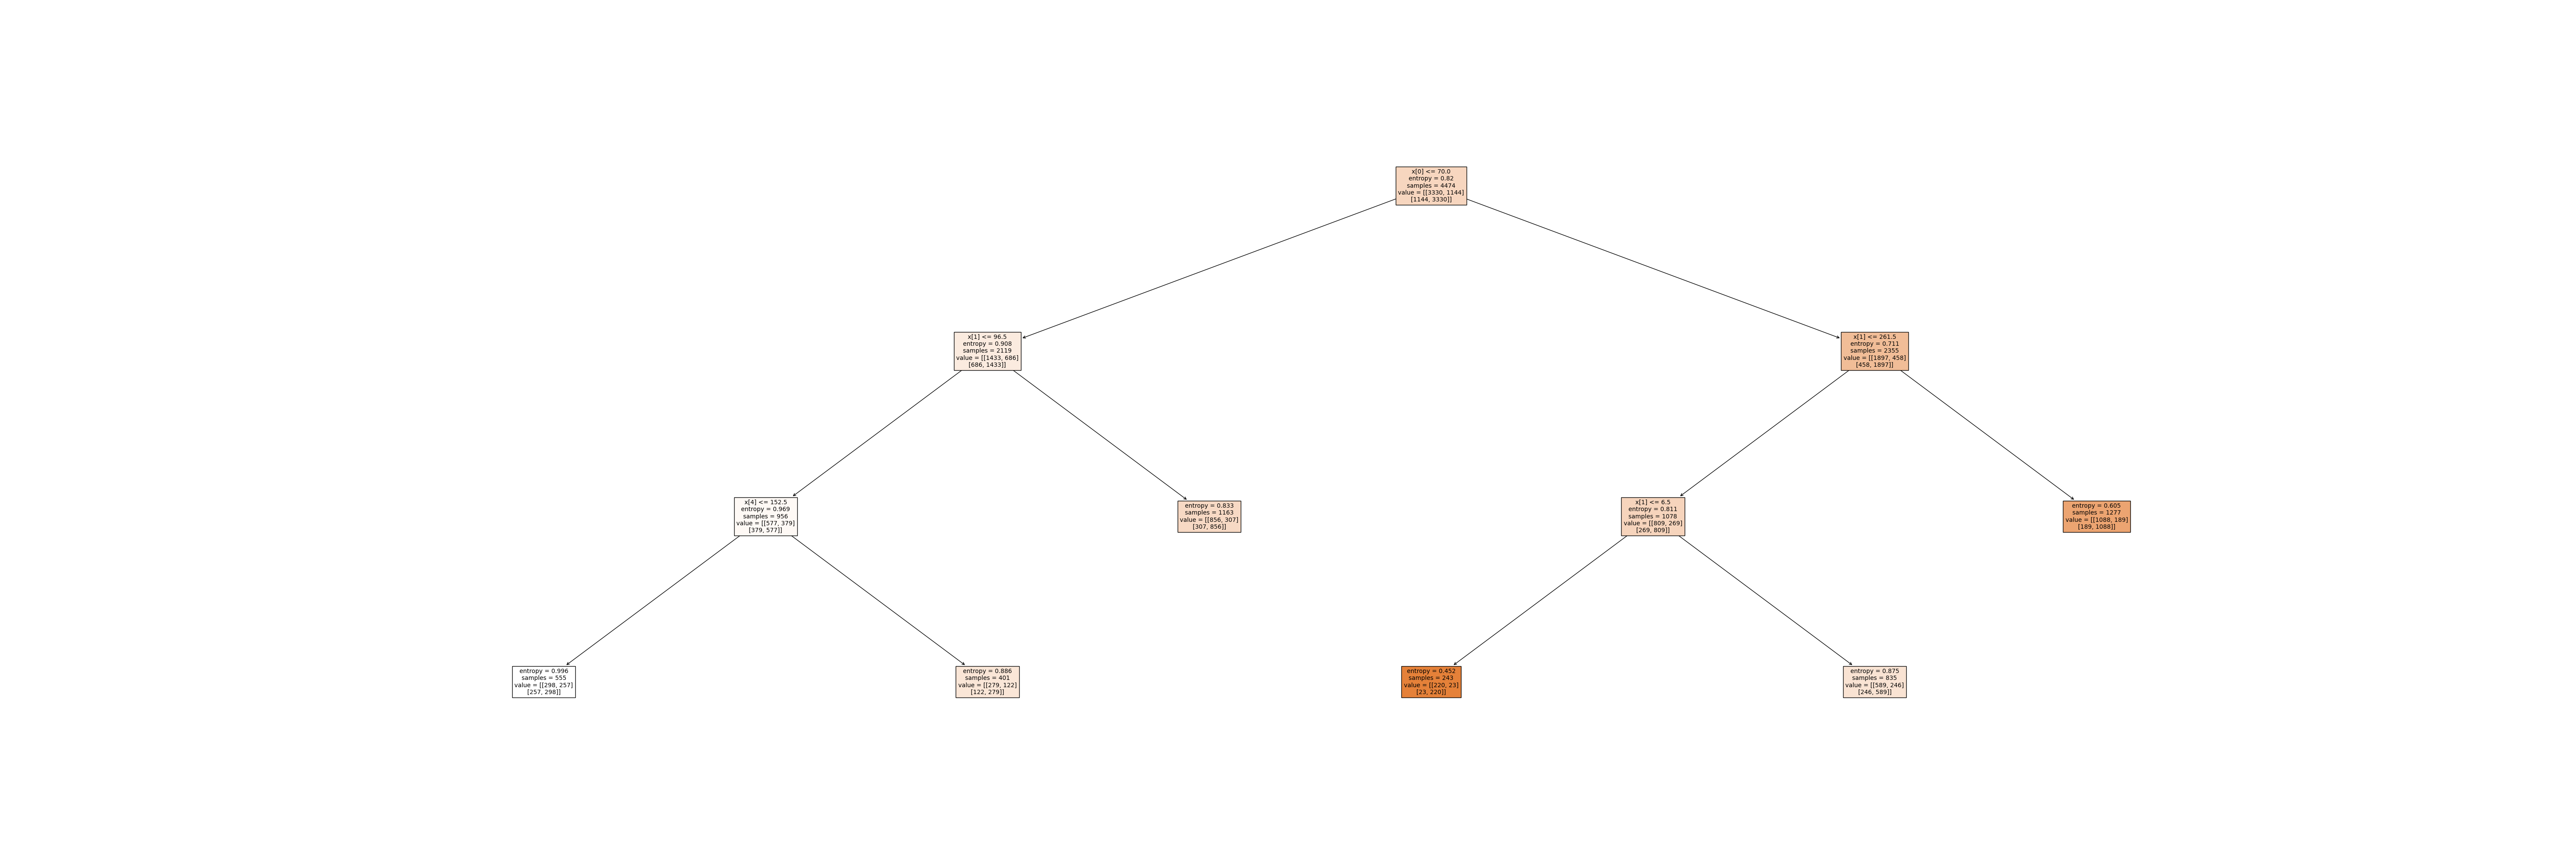 x[0] <= 70.0
entropy = 0.82
samples = 4474
value = [[3330, 1144]
[1144, 3330]]
x[1] <= 96.5
entropy = 0.908
samples = 2119
value = [[1433, 686]
[686, 1433]]
x[1] <= 261.5
entropy = 0.711
samples = 2355
value = [[1897, 458]
[458, 1897]]
x[4] <= 152.5
entropy = 0.969
samples = 956
value = [[577, 379]
[379, 577]]
entropy = 0.833
samples = 1163
value = [[856, 307]
[307, 856]]
x[1] <= 6.5
entropy = 0.811
samples = 1078
value = [[809, 269]
[269, 809]]
entropy = 0.605
samples = 1277
value = [[1088, 189]
[189, 1088]]
entropy = 0.996
samples = 555
value = [[298, 257]
[257, 298]]
entropy = 0.886
samples = 401
value = [[279, 122]
[122, 279]]
entropy = 0.452
samples = 243
value = [[220, 23]
[23, 220]]
entropy = 0.875
samples = 835
value = [[589, 246]
[246, 589]]